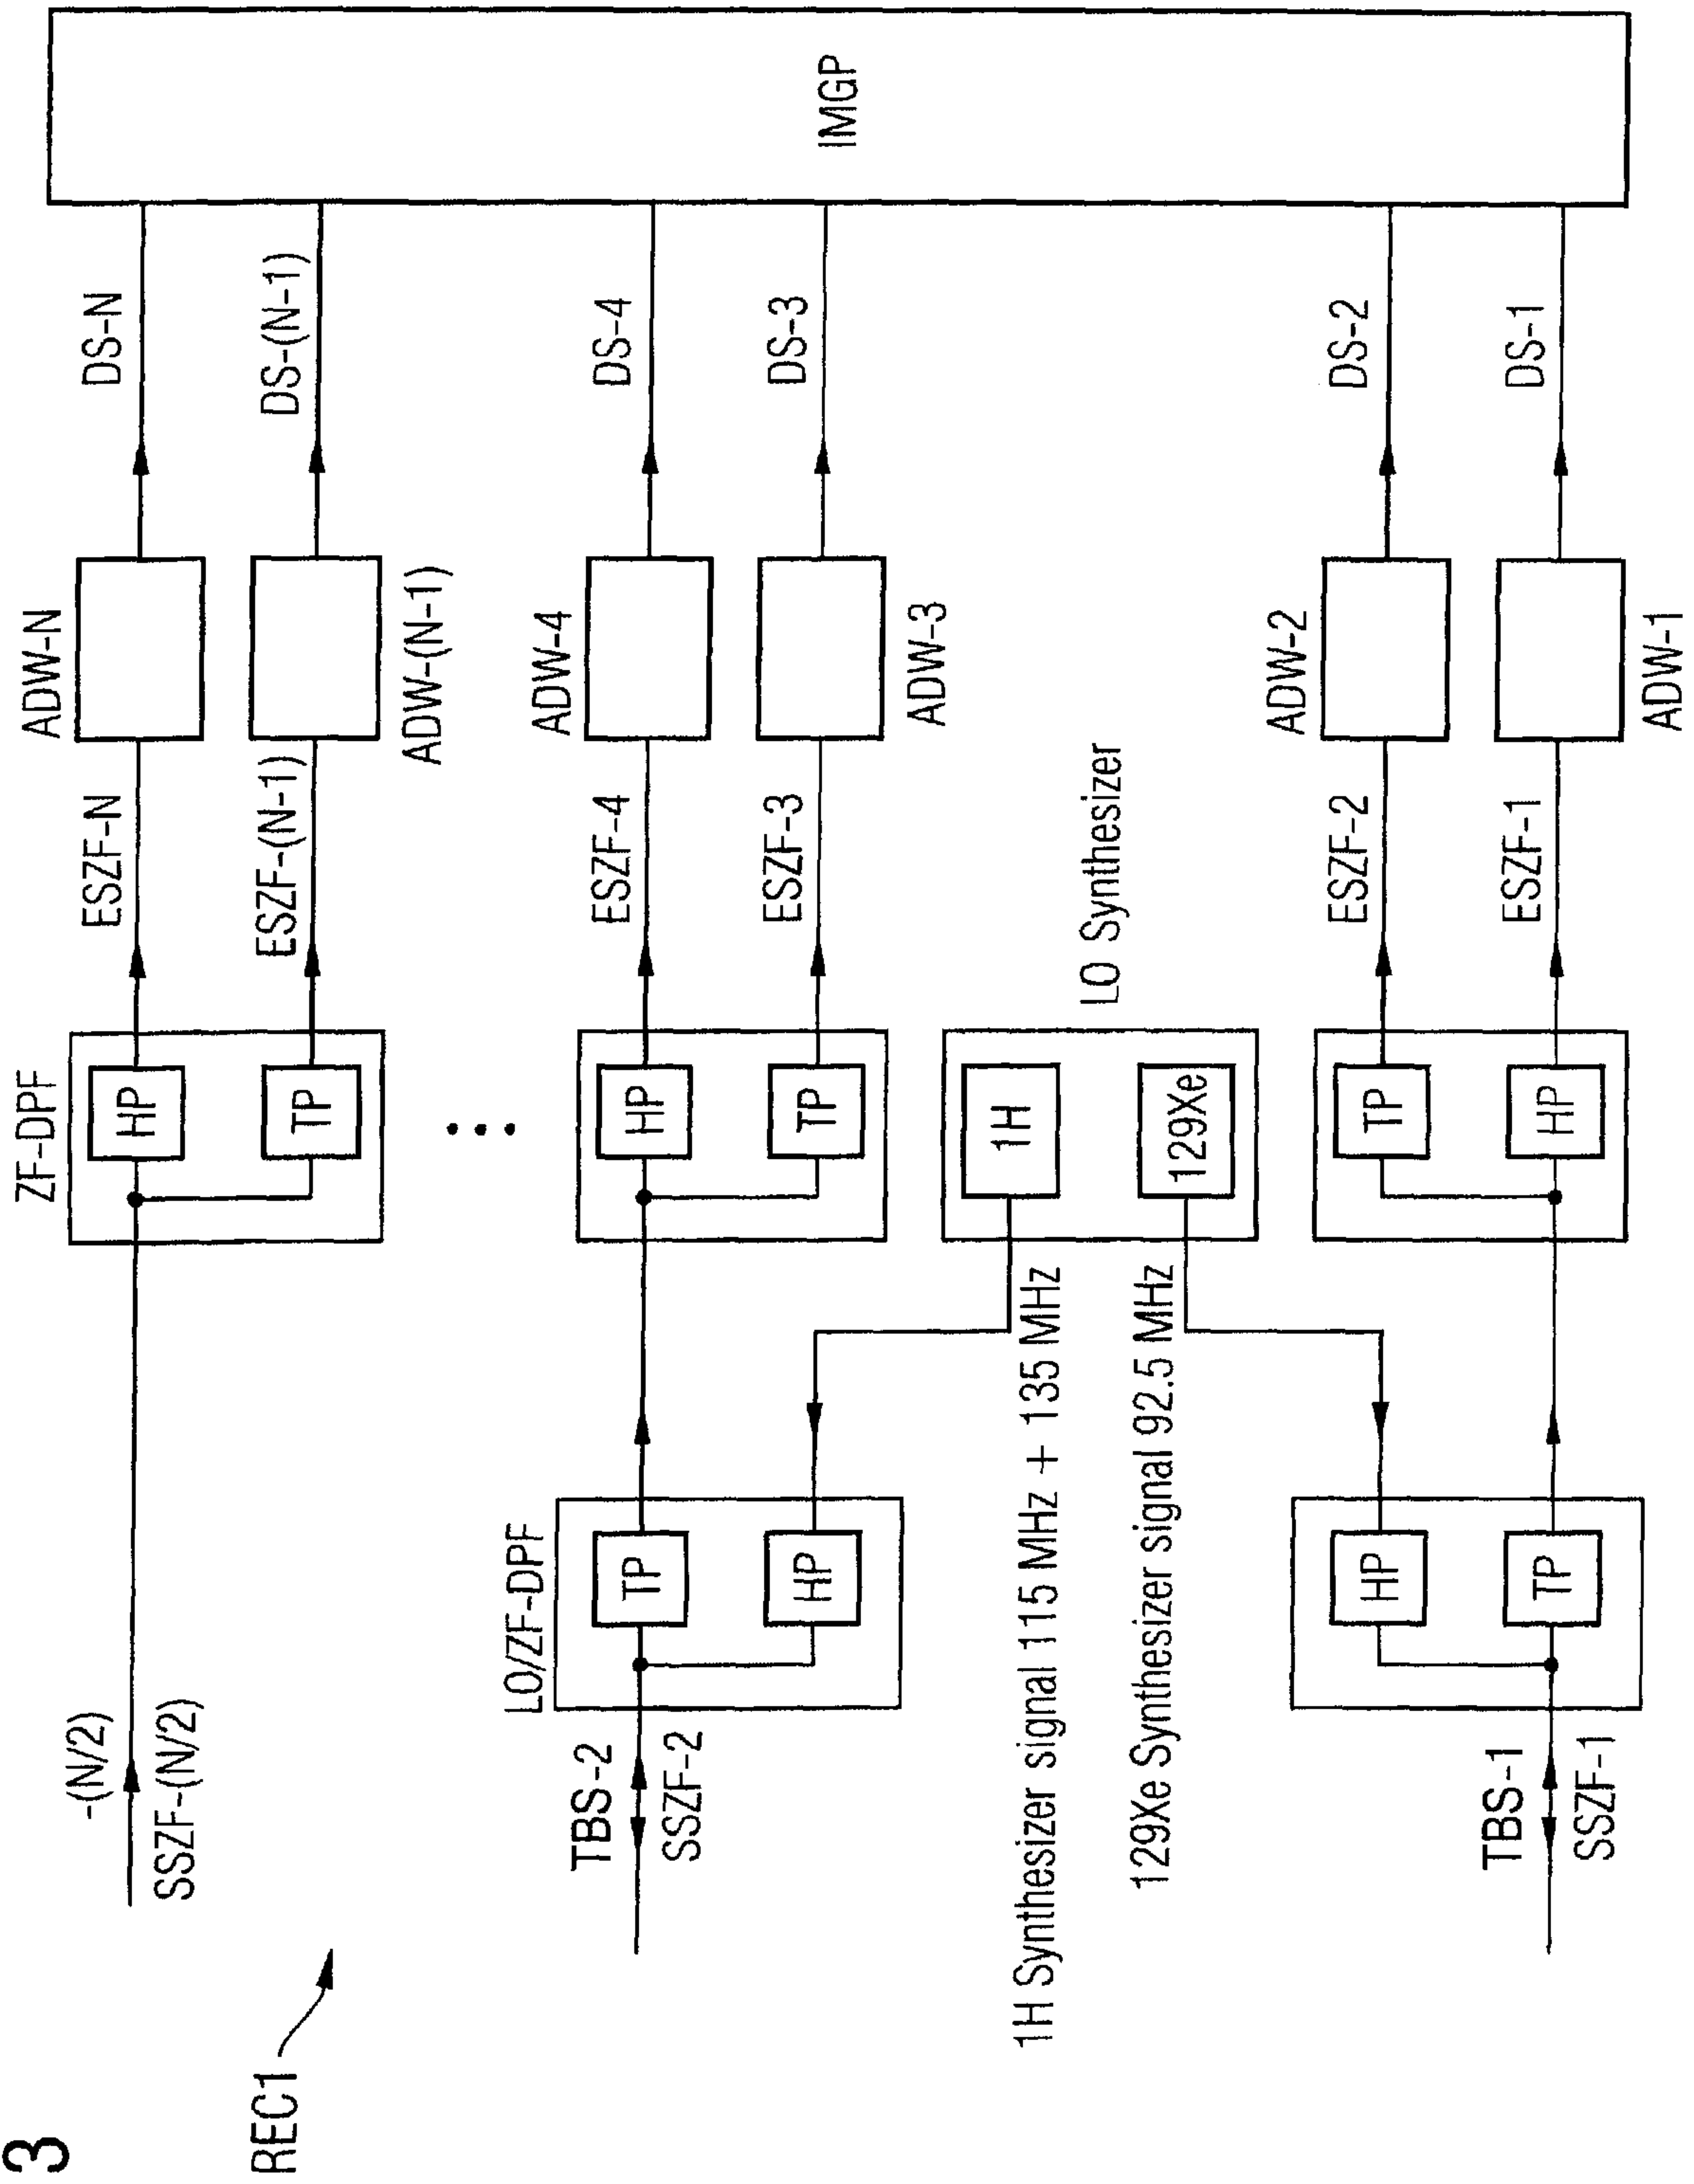 3
REC1
-(N/2)
SSZF-(N/2)
ZF-DPF
HP
TP
ESZF-N
ESZF-(N-1)
ADW-N
ADW-(N-1)
DS-N
DS-(N-1)
TBS-2
SSZF-2
LO/ZF-DPF
TP
HP
HP
TP
ESZF-4
ESZF-3
ADW-4
ADW-3
DS-4
DS-3
IMGP
1H Synthesizer signal 115 MHz + 135 MHz
129Xe Synthesizer signal 92.5 MHz
1H
129Xe
LO Synthesizer
TBS-1
SSZF-1
HP
TP
TP
HP
ESZF-2
ESZF-1
ADW-2
ADW-1
DS-2
DS-1